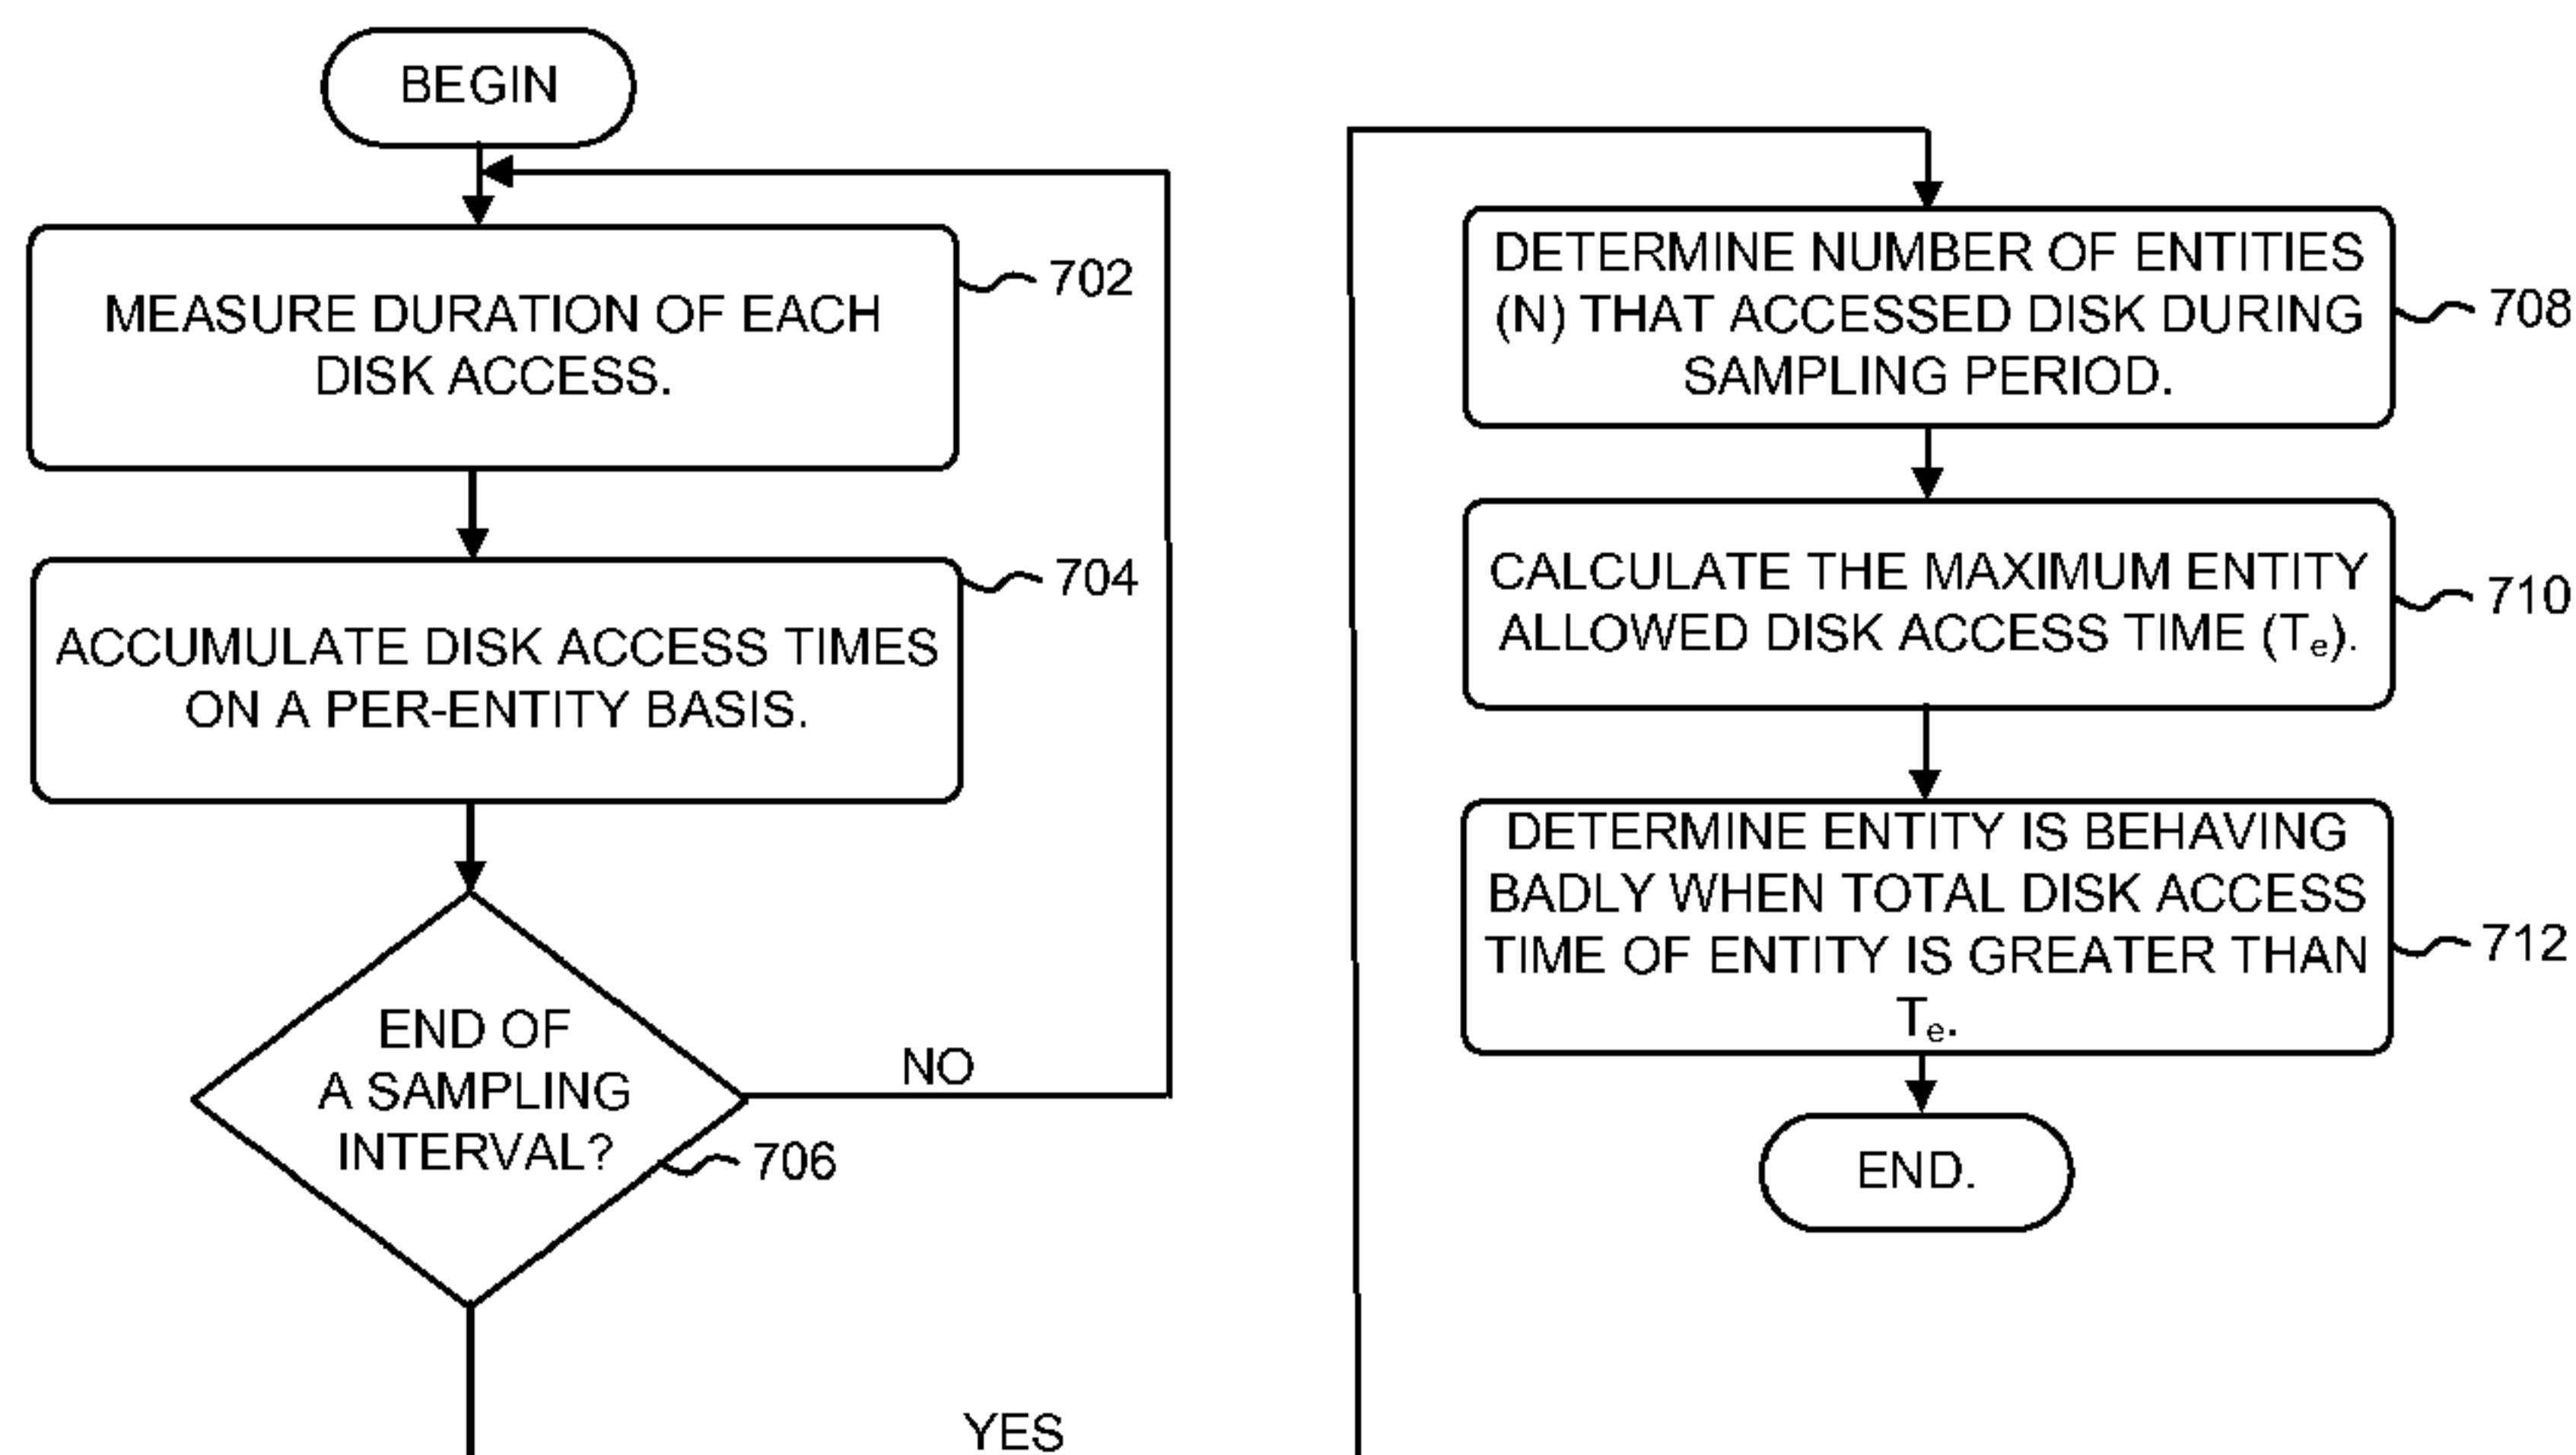 BEGIN
MEASURE DURATION OF EACH
DISK ACCESS.
702
ACCUMULATE DISK ACCESS TIMES
ON A PER-ENTITY BASIS.
704
END OF
A SAMPLING
INTERVAL?
706
NO
YES
DETERMINE NUMBER OF ENTITIES
(N) THAT ACCESSED DISK DURING
SAMPLING PERIOD.
708
CALCULATE THE MAXIMUM ENTITY
ALLOWED DISK ACCESS TIME (Te).
710
DETERMINE ENTITY IS BEHAVING
BADLY WHEN TOTAL DISK ACCESS
TIME OF ENTITY IS GREATER THAN
Te.
712
END.